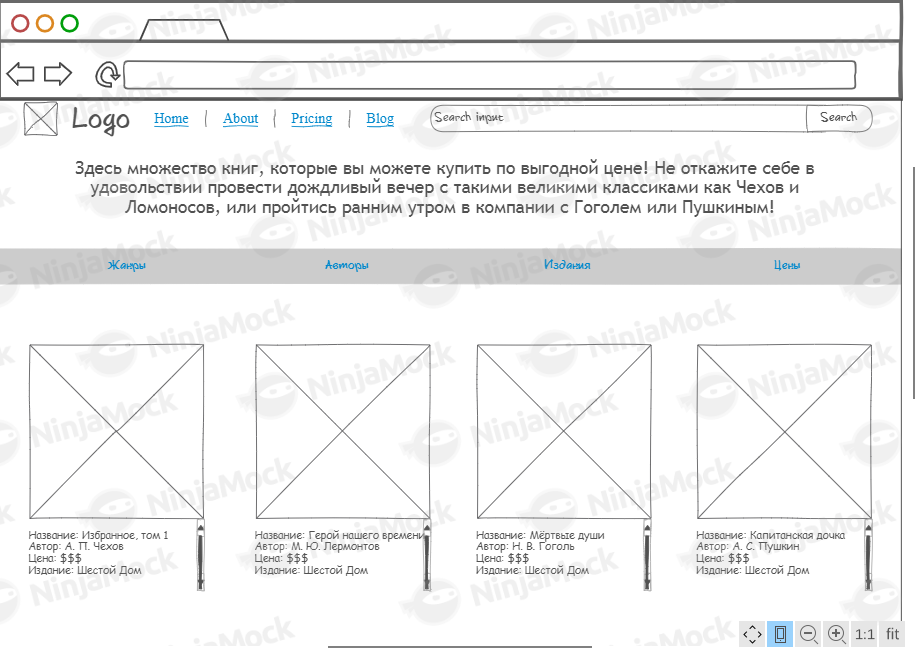 Logo Home | About | Pricing | Blog Search input Search
Здесь множество книг, которые вы можете купить по выгодной цене! Не откажите себе в
удовольствии провести дождливый вечер с такими великими классиками как Чехов и
Ломоносов, или пройтись ранним утром в компании с Гоголем или Пушкиным!
Жанры Авторы Издания Цены
Название: Избранное, том 1
Автор: А. П. Чехов
Цена: $$$
Издание: Шестой Дом
Название: Герой нашего времени
Автор: М. Ю. Лермонтов
Цена: $$$
Издание: Шестой Дом
Название: Мёртвые души
Автор: Н. В. Гоголь
Цена: $$$
Издание: Шестой Дом
Название: Капитанская дочка
Автор: А. С. Пушкин
Цена: $$$
Издание: Шестой Дом
1:1 fit
NinjaMock